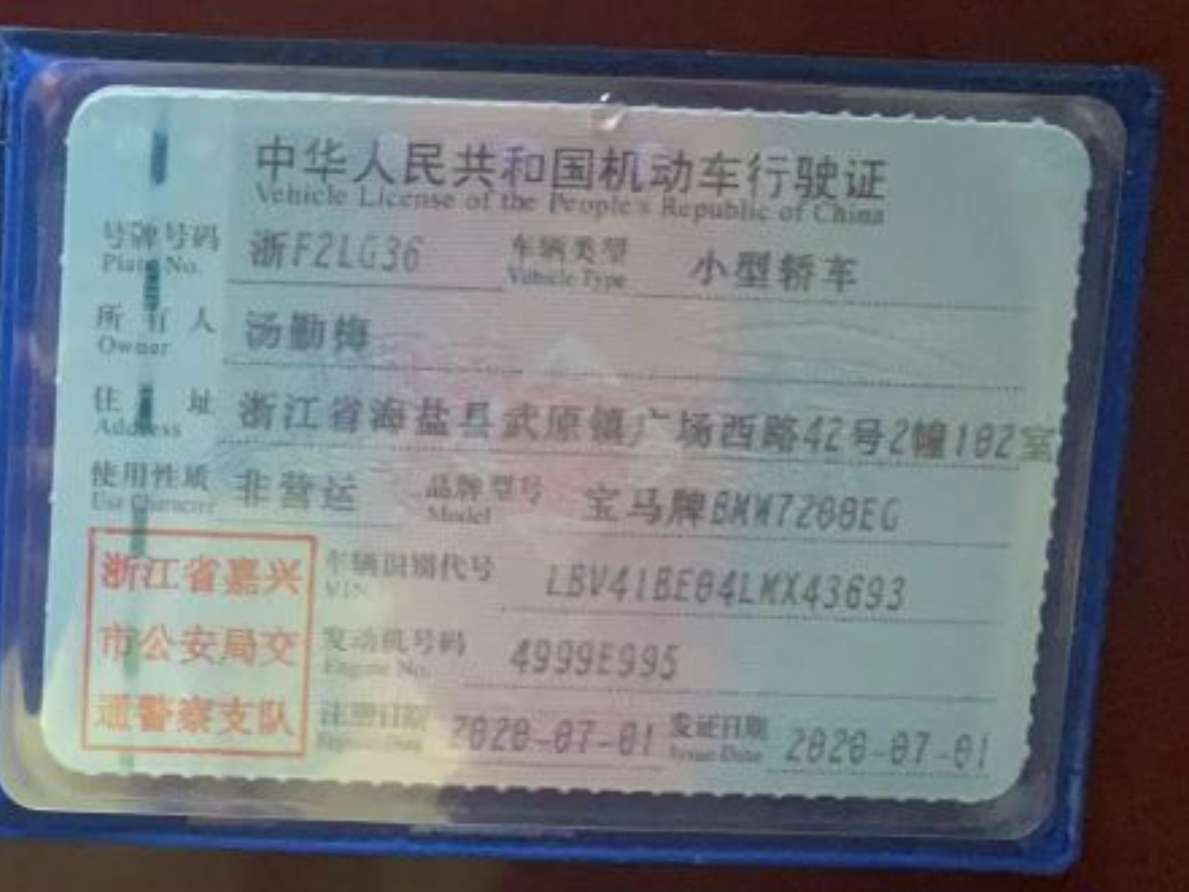 中华人民共和国机动车行驶证
Vehicle License of the People's Republic of China
号牌号码 浙F2LG36 车辆类型 小型轿车
Plate No. Vehicle Type
所有人 汤勤梅
Owner
住址 浙江省海盐县武原镇广场西路42号2幢102室
Address
使用性质 非营运 品牌型号 宝马牌BMW7200EG
Use Character Model
浙江省嘉兴
市公安局交
通警察支队
车辆识别代号 LBV41BE04LMX43693
VIN
发动机号码 4999E995
Engine No.
注册日期 2020-07-01 发证日期 2020-07-01
Issue Date